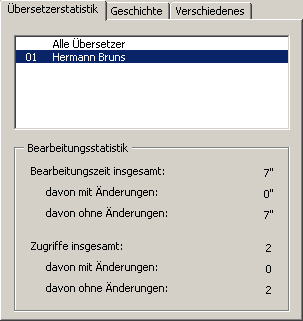 Übersetzerstatistik Geschichte Verschiedenes
Alle Übersetzer
01 Hermann Bruns
Bearbeitungsstatistik
Bearbeitungszeit insgesamt: 7"
davon mit Änderungen: 0"
davon ohne Änderungen: 7"
Zugriffe insgesamt: 2
davon mit Änderungen: 0
davon ohne Änderungen: 2